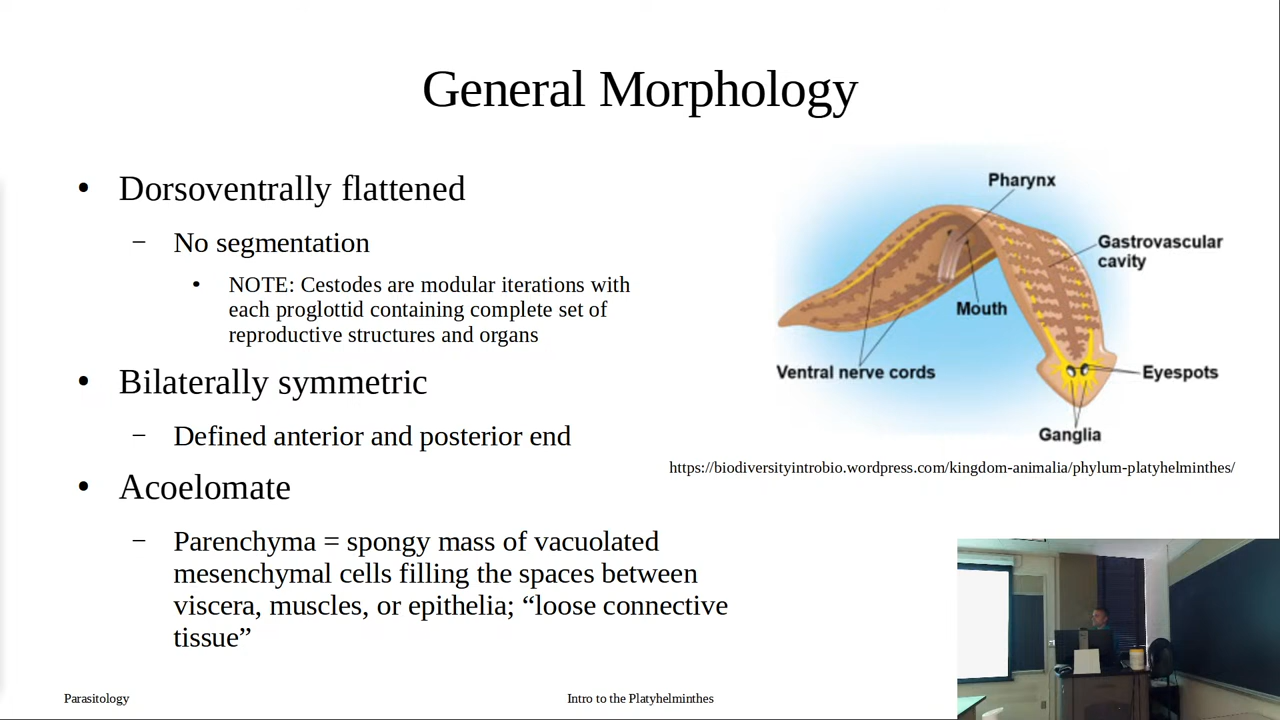 General Morphology
• Dorsoventrally flattened
– No segmentation
• NOTE: Cestodes are modular iterations with
each proglottid containing complete set of
reproductive structures and organs
• Bilaterally symmetric
– Defined anterior and posterior end
• Acoelomate
– Parenchyma = spongy mass of vacuolated
mesenchymal cells filling the spaces between
viscera, muscles, or epithelia; “loose connective
tissue”
Pharynx
Gastrovascular
cavity
Mouth
Ventral nerve cords
Eyespots
Ganglia
https://biodiversityintrobio.wordpress.com/kingdom-animalia/phylum-platyhelminthes/
Parasitology
Intro to the Platyhelminthes